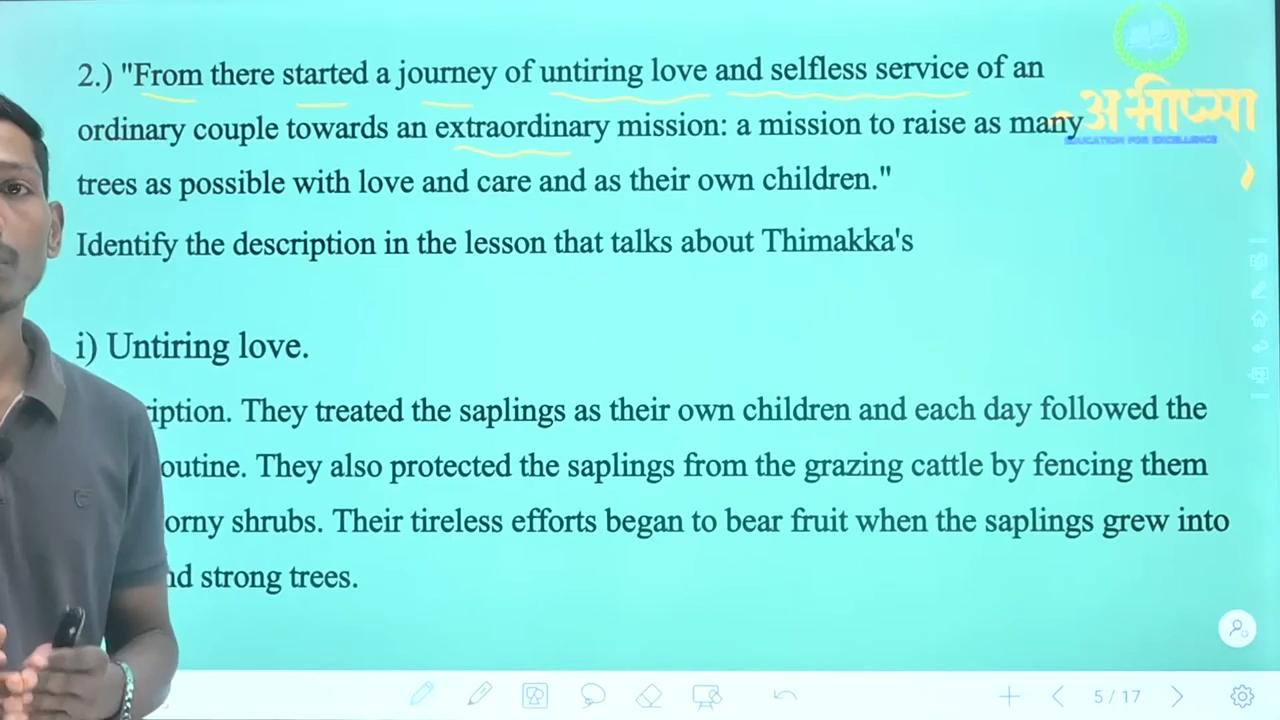 2.) "From there started a journey of untiring love and selfless service of an
ordinary couple towards an extraordinary mission: a mission to raise as many
trees as possible with love and care and as their own children."
अभीप्सा
EDUCATION FOR EXCELLENCE
Identify the description in the lesson that talks about Thimakka's
i) Untiring love.
iption. They treated the saplings as their own children and each day followed the
outine. They also protected the saplings from the grazing cattle by fencing them
orny shrubs. Their tireless efforts began to bear fruit when the saplings grew into
nd strong trees.
5 / 17